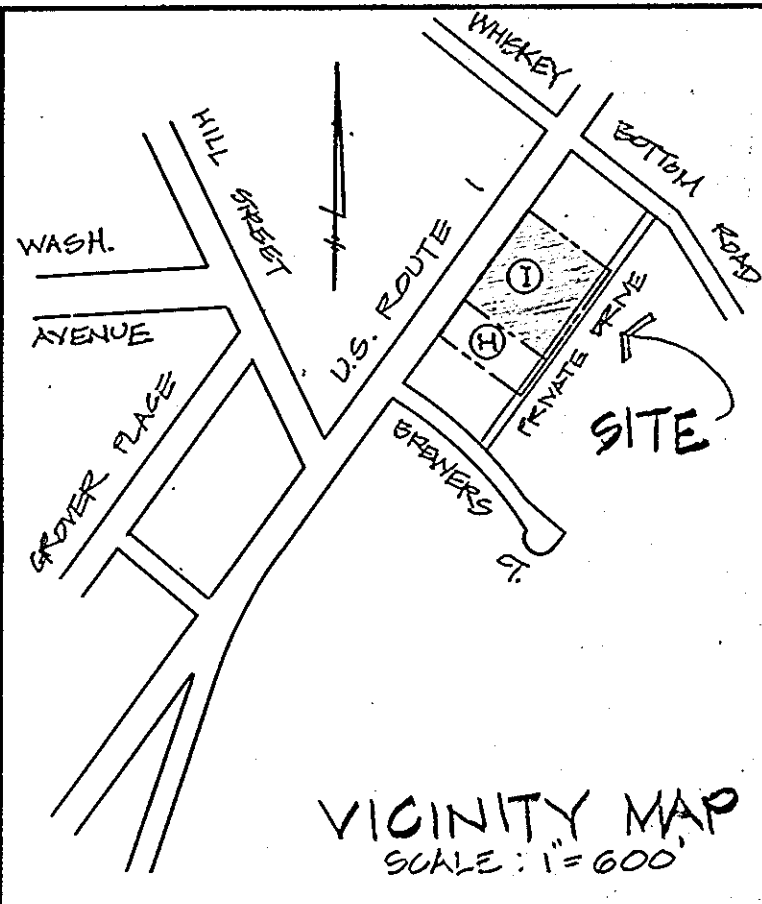 WHISKEY
BOTTOM
ROAD
HILL
STREET
WASH.
AVENUE
U.S. ROUTE 1
I
H
PRIVATE DRIVE
SITE
GROVER PLACE
BREWERS
CT.
N
VICINITY MAP
SCALE : 1" = 600'